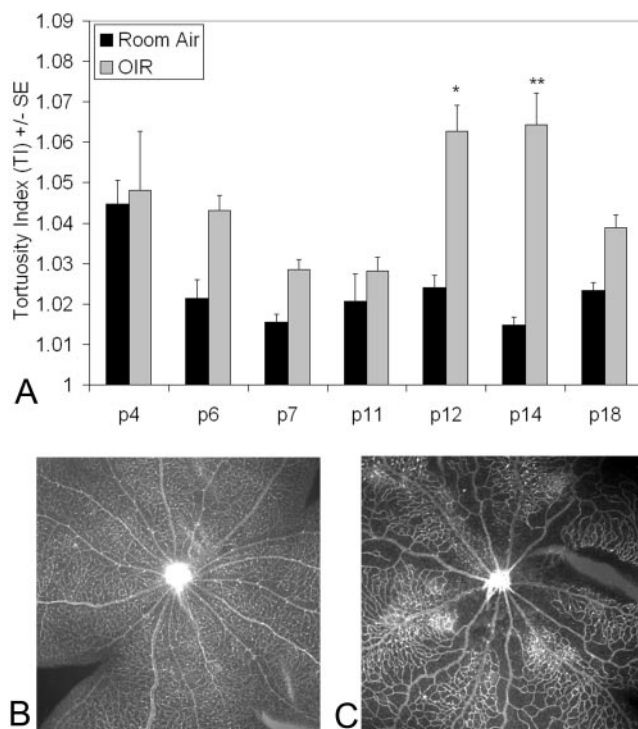 Tortuosity Index (TI) +/- SE
1.09
1.08
1.07
1.06
1.05
1.04
1.03
1.02
1.01
1
Room Air
OIR
*
**
A
p4
p6
p7
p11
p12
p14
p18
B
C